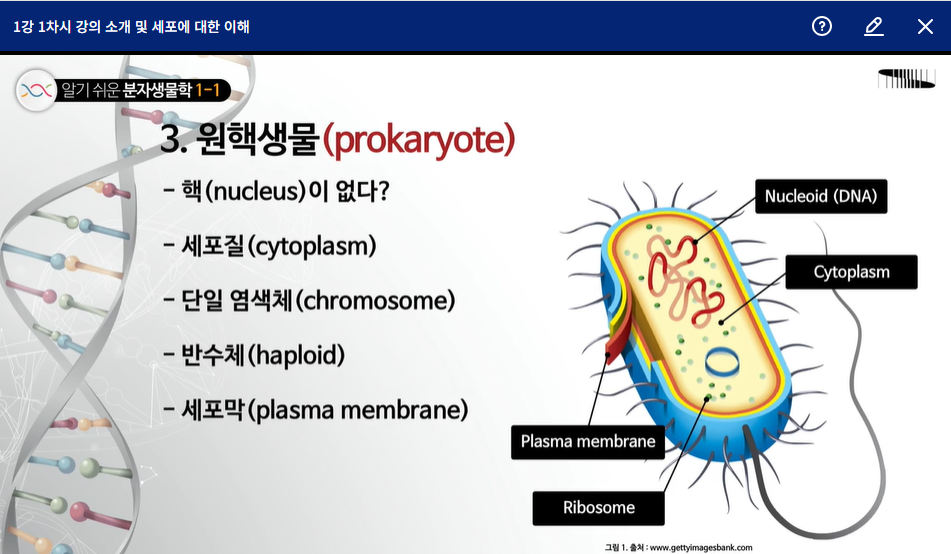 1강 1차시 강의 소개 및 세포에 대한 이해
알기 쉬운 분자생물학 1-1
3. 원핵생물(prokaryote)
- 핵(nucleus)이 없다?
- 세포질(cytoplasm)
- 단일 염색체(chromosome)
- 반수체(haploid)
- 세포막(plasma membrane)
Nucleoid (DNA)
Cytoplasm
Plasma membrane
Ribosome
그림 1. 출처 : www.gettyimagesbank.com